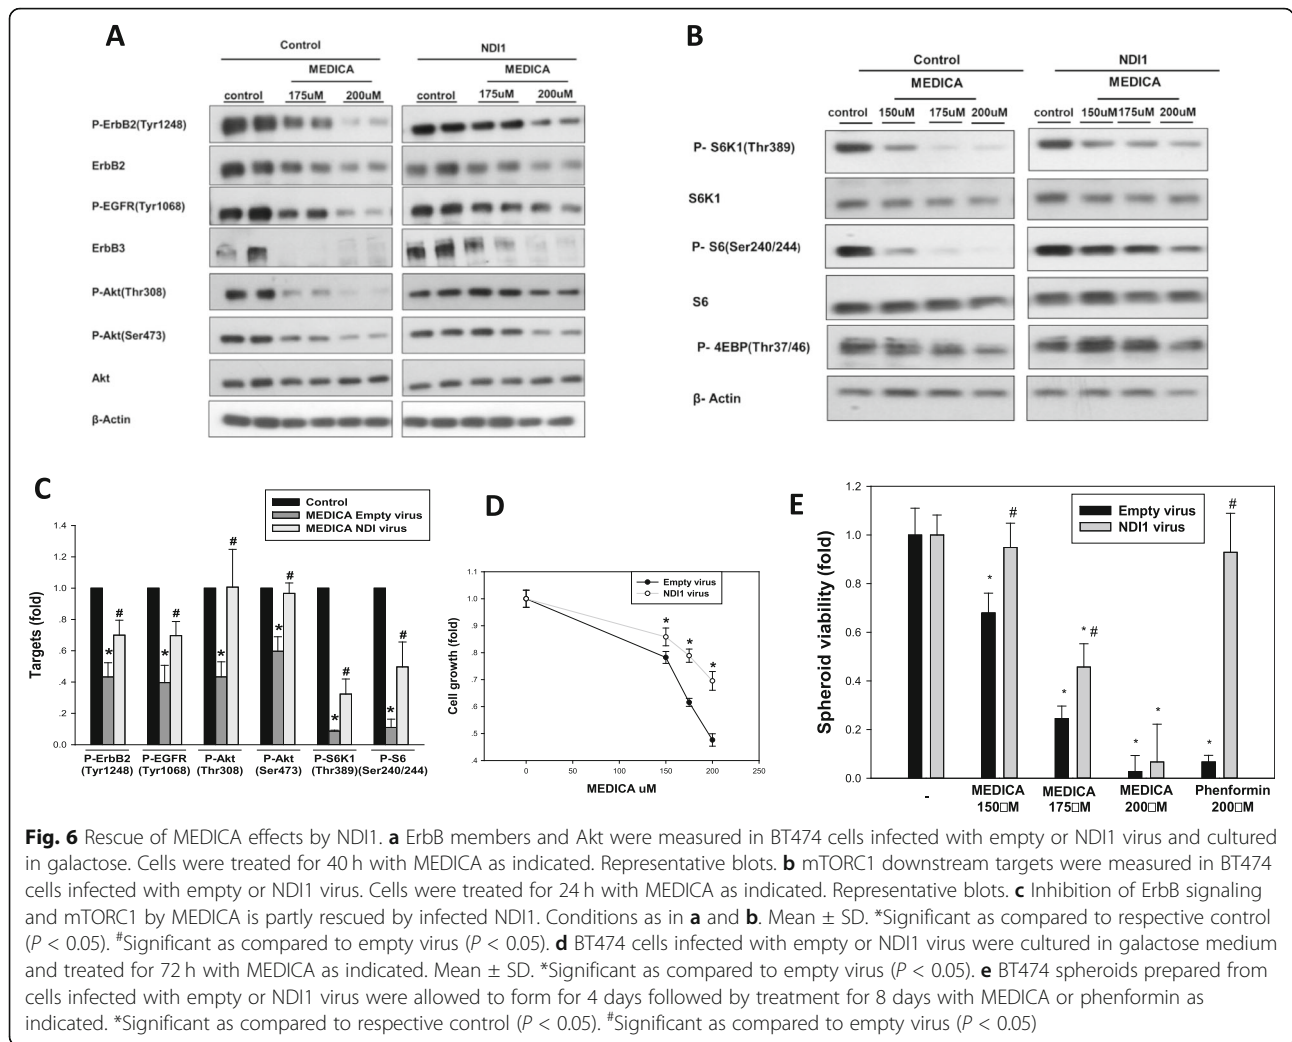 A
Control
NDI1
MEDICA
MEDICA
control 175uM 200uM
control 175uM 200uM
P-ErbB2(Tyr1248)
ErbB2
P-EGFR(Tyr1068)
ErbB3
P-Akt(Thr308)
P-Akt(Ser473)
Akt
β-Actin
B
Control
NDI1
MEDICA
MEDICA
control 150uM 175uM 200uM
control 150uM 175uM 200uM
P- S6K1(Thr389)
S6K1
P- S6(Ser240/244)
S6
P- 4EBP(Thr37/46)
β- Actin
C
Control
MEDICA Empty virus
MEDICA NDI virus
Targets (fold)
1.4
1.2
1.0
.8
.6
.4
.2
0.0
* # * # * # * # * # * #
P-ErbB2 P-EGFR P-Akt P-Akt P-S6K1 P-S6
(Tyr1248) (Tyr1068) (Thr308) (Ser473) (Thr389) (Ser240/244)
D
Empty virus
NDI1 virus
Cell growth (fold)
1.1
1.0
.9
.8
.7
.6
.5
.4
* * *
0 50 100 150 200 250
MEDICA uM
E
Empty virus
NDI1 virus
Spheroid viability (fold)
1.2
1.0
0.8
0.6
0.4
0.2
0.0
* # * * # * * * #
- MEDICA MEDICA MEDICA Phenformin
150□M 175□M 200□M 200□M
Fig. 6 Rescue of MEDICA effects by NDI1. a ErbB members and Akt were measured in BT474 cells infected with empty or NDI1 virus and cultured
in galactose. Cells were treated for 40 h with MEDICA as indicated. Representative blots. b mTORC1 downstream targets were measured in BT474
cells infected with empty or NDI1 virus. Cells were treated for 24 h with MEDICA as indicated. Representative blots. c Inhibition of ErbB signaling
and mTORC1 by MEDICA is partly rescued by infected NDI1. Conditions as in a and b. Mean ± SD. *Significant as compared to respective control
(P < 0.05). #Significant as compared to empty virus (P < 0.05). d BT474 cells infected with empty or NDI1 virus were cultured in galactose medium
and treated for 72 h with MEDICA as indicated. Mean ± SD. *Significant as compared to empty virus (P < 0.05). e BT474 spheroids prepared from
cells infected with empty or NDI1 virus were allowed to form for 4 days followed by treatment for 8 days with MEDICA or phenformin as
indicated. *Significant as compared to respective control (P < 0.05). #Significant as compared to empty virus (P < 0.05)